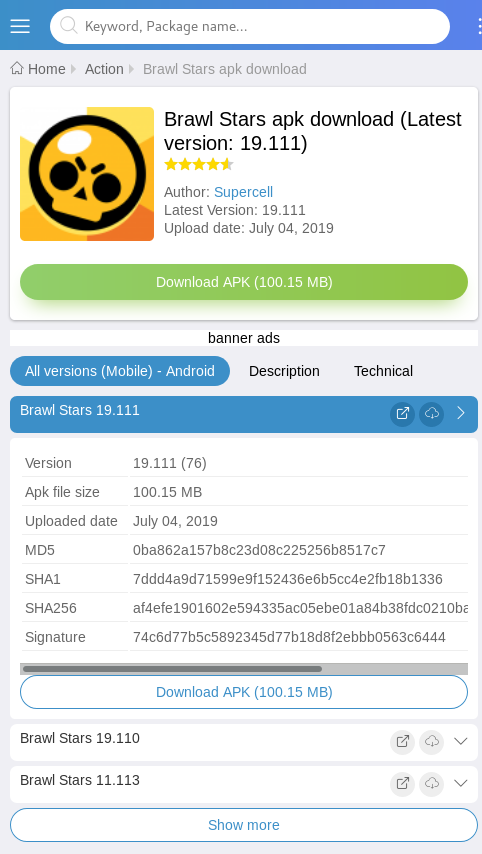 Keyword, Package name...
Home Action Brawl Stars apk download
Brawl Stars apk download (Latest
version: 19.111)
Author: Supercell
Latest Version: 19.111
Upload date: July 04, 2019
Download APK (100.15 MB)
banner ads
All versions (Mobile) - Android Description Technical
Brawl Stars 19.111
Version 19.111 (76)
Apk file size 100.15 MB
Uploaded date July 04, 2019
MD5 0ba862a157b8c23d08c225256b8517c7
SHA1 7ddd4a9d71599e9f152436e6b5cc4e2fb18b1336
SHA256 af4efe1901602e594335ac05ebe01a84b38fdc0210ba
Signature 74c6d77b5c5892345d77b18d8f2ebbb0563c6444
Download APK (100.15 MB)
Brawl Stars 19.110
Brawl Stars 11.113
Show more